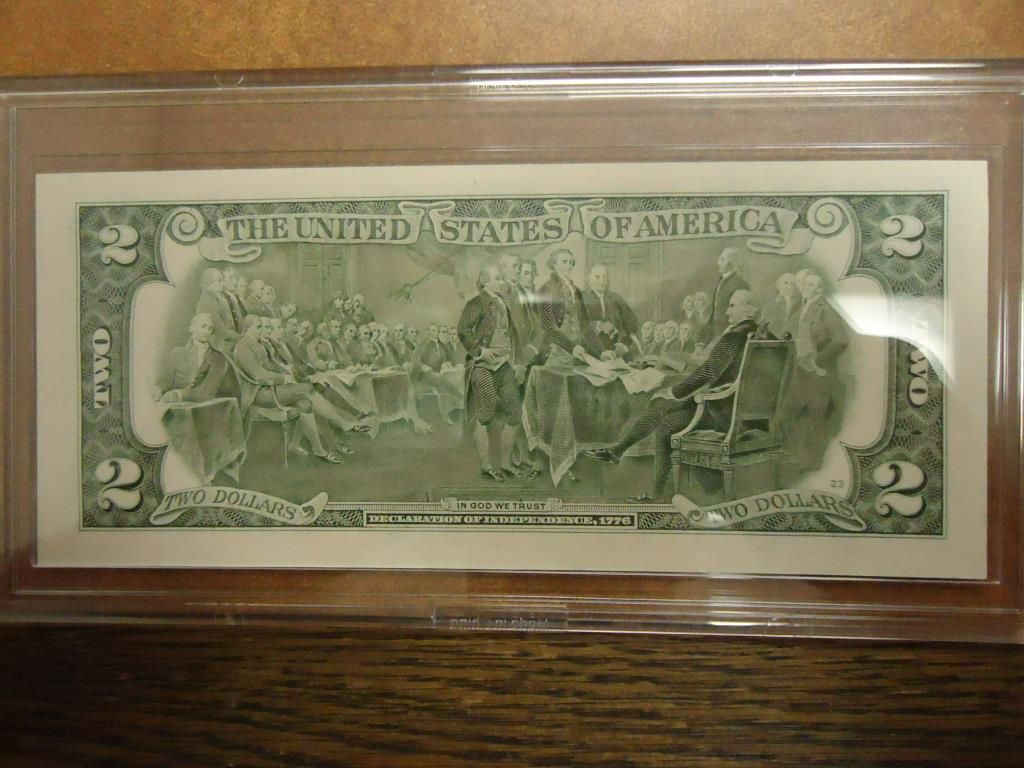 THE UNITED STATES OF AMERICA
2
2
TWO
TWO
2
2
23
TWO DOLLARS
TWO DOLLARS
IN GOD WE TRUST
DECLARATION OF INDEPENDENCE, 1776